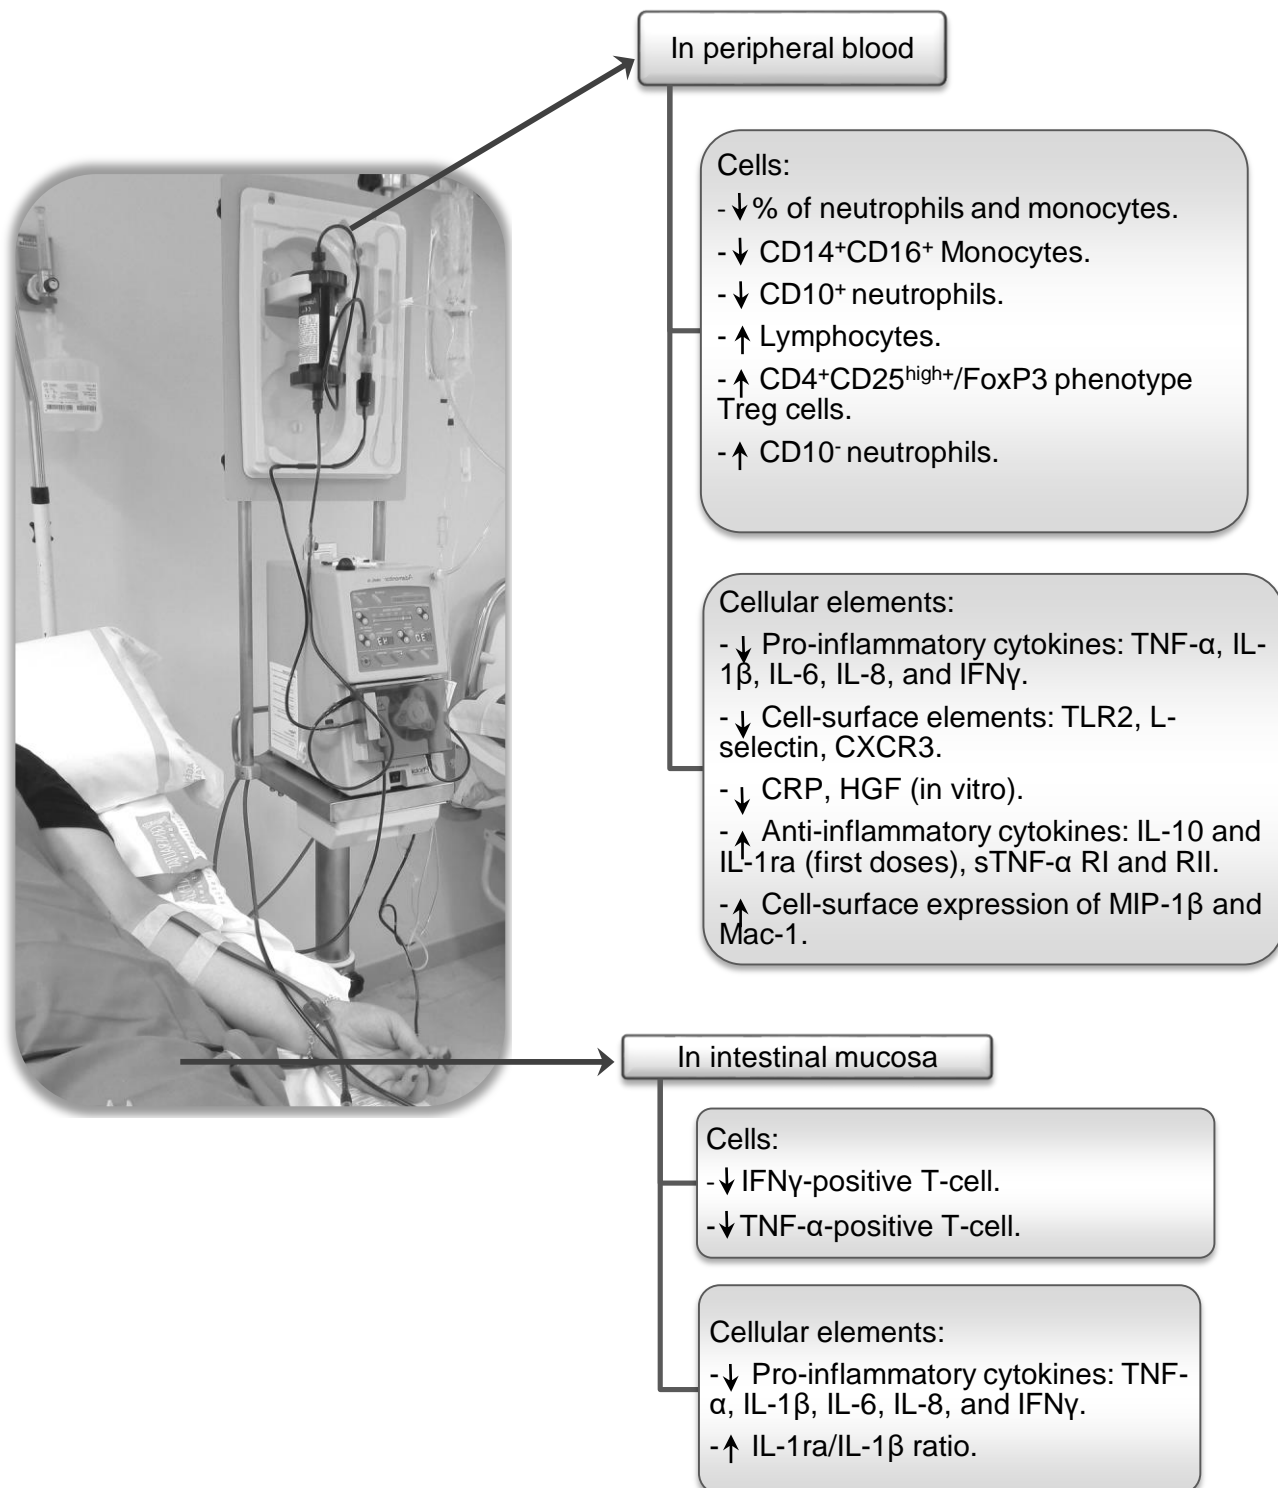 In peripheral blood
Cells:
-↓% of neutrophils and monocytes.
-↓ CD14⁺CD16⁺ Monocytes.
-↓ CD10⁺ neutrophils.
-↑ Lymphocytes.
-↑ CD4⁺CD25ʰⁱᵍʰ⁺/FoxP3 phenotype
Treg cells.
-↑ CD10⁻ neutrophils.
Cellular elements:
-↓ Pro-inflammatory cytokines: TNF-α, IL-
1β, IL-6, IL-8, and IFNγ.
-↓ Cell-surface elements: TLR2, L-
selectin, CXCR3.
-↓ CRP, HGF (in vitro).
-↑ Anti-inflammatory cytokines: IL-10 and
IL-1ra (first doses), sTNF-α RI and RII.
-↑ Cell-surface expression of MIP-1β and
Mac-1.
In intestinal mucosa
Cells:
-↓IFNγ-positive T-cell.
-↓TNF-α-positive T-cell.
Cellular elements:
-↓ Pro-inflammatory cytokines: TNF-
α, IL-1β, IL-6, IL-8, and IFNγ.
-↑ IL-1ra/IL-1β ratio.